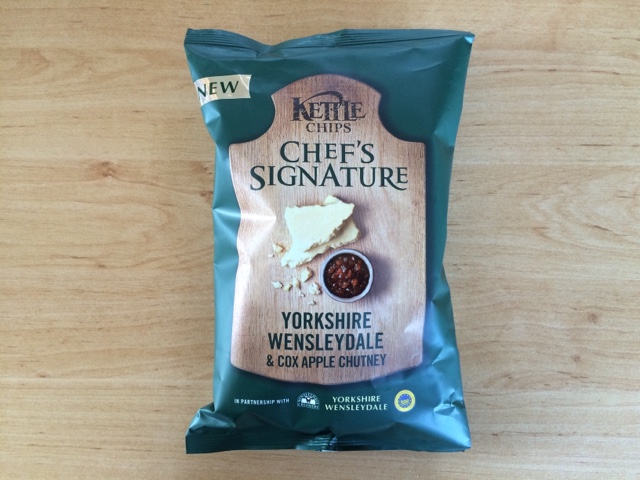 NEW
KETTLE
CHIPS
CHEF'S
SIGNATURE
YORKSHIRE
WENSLEYDALE
& COX APPLE CHUTNEY
IN PARTNERSHIP WITH
YORKSHIRE
WENSLEYDALE